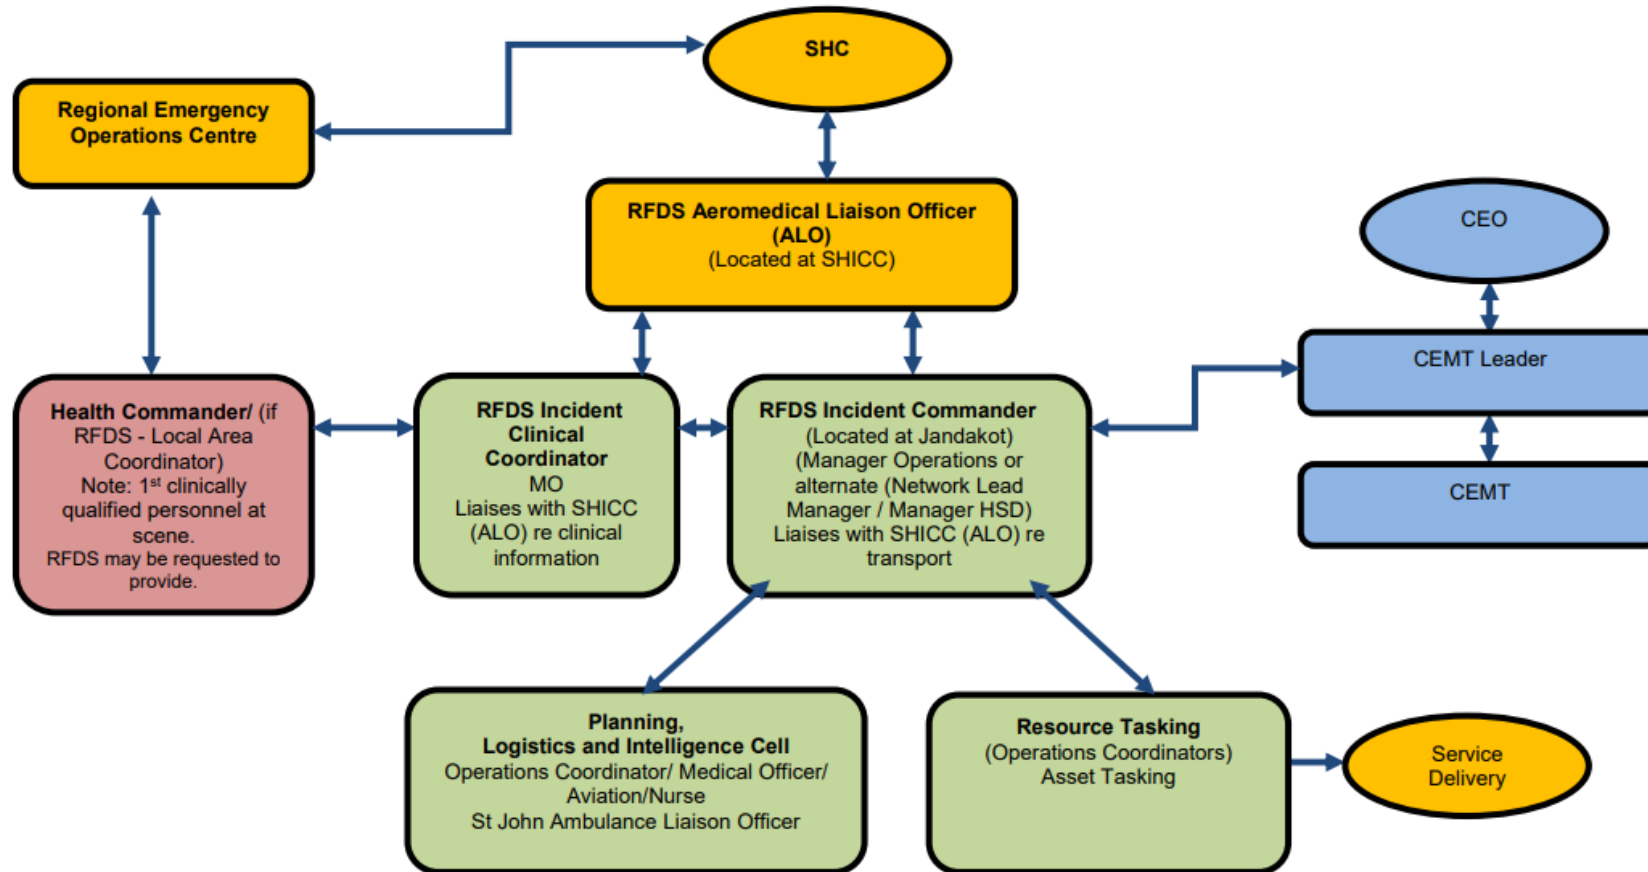 SHC
Regional Emergency
Operations Centre
RFDS Aeromedical Liaison Officer
(ALO)
(Located at SHICC)
CEO
CEMT Leader
CEMT
Health Commander/ (if
RFDS - Local Area
Coordinator)
Note: 1st clinically
qualified personnel at
scene.
RFDS may be requested to
provide.
RFDS Incident
Clinical
Coordinator
MO
Liaises with SHICC
(ALO) re clinical
information
RFDS Incident Commander
(Located at Jandakot)
(Manager Operations or
alternate (Network Lead
Manager / Manager HSD)
Liaises with SHICC (ALO) re
transport
Planning,
Logistics and Intelligence Cell
Operations Coordinator/ Medical Officer/
Aviation/Nurse
St John Ambulance Liaison Officer
Resource Tasking
(Operations Coordinators)
Asset Tasking
Service
Delivery